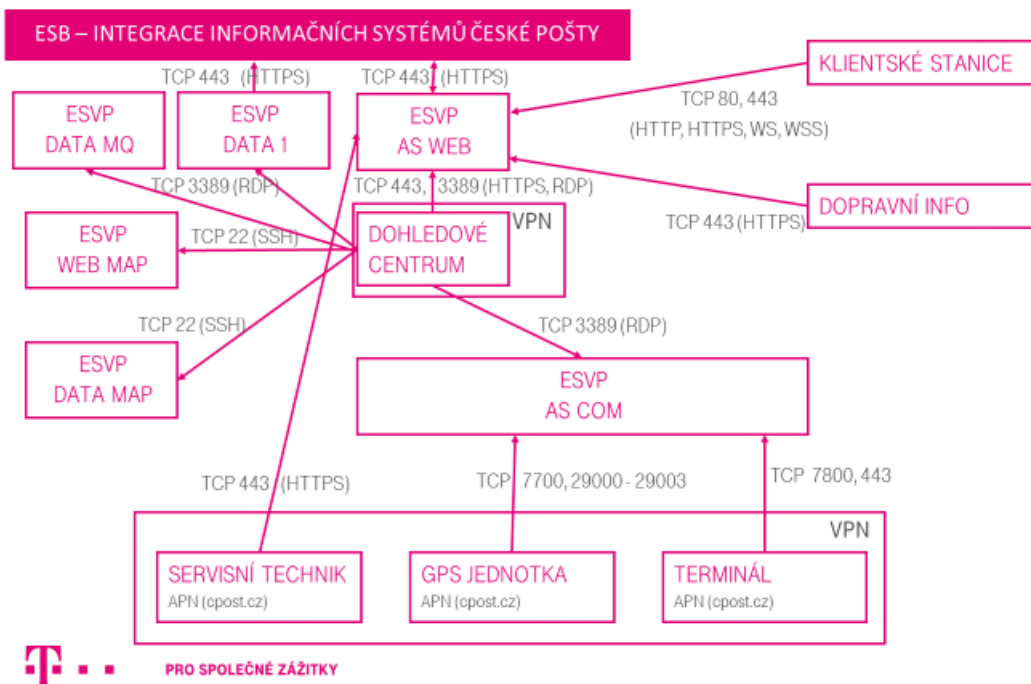 ESB – INTEGRACE INFORMAČNÍCH SYSTÉMŮ ČESKÉ POŠTY
TCP 443 (HTTPS)
TCP 443 (HTTPS)
KLIENTSKÉ STANICE
ESVP
DATA MQ
ESVP
DATA 1
ESVP
AS WEB
TCP 80, 443
(HTTP, HTTPS, WS, WSS)
TCP 3389 (RDP)
TCP 443, 3389 (HTTPS, RDP)
DOPRAVNÍ INFO
TCP 443 (HTTPS)
VPN
DOHLEDOVÉ
CENTRUM
ESVP
WEB MAP
TCP 22 (SSH)
TCP 22 (SSH)
TCP 3389 (RDP)
ESVP
DATA MAP
ESVP
AS COM
TCP 443 (HTTPS)
TCP 7700, 29000 - 29003
TCP 7800, 443
VPN
SERVISNÍ TECHNIK
APN (cpost.cz)
GPS JEDNOTKA
APN (cpost.cz)
TERMINÁL
APN (cpost.cz)
T
PRO SPOLEČNÉ ZÁŽITKY